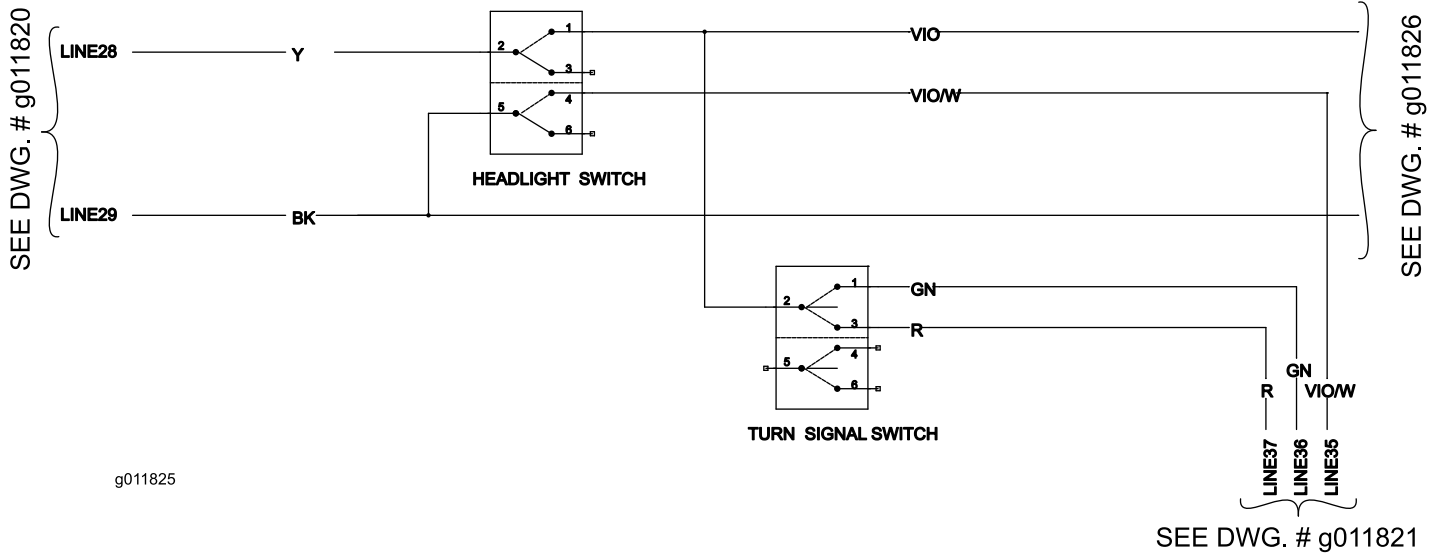 SEE DWG. # g011820
LINE28
Y
2
1
3
5
4
6
HEADLIGHT SWITCH
VIO
VIO/W
SEE DWG. # g011826
LINE29
BK
2
1
3
5
4
6
TURN SIGNAL SWITCH
GN
R
R
GN
VIO/W
LINE37
LINE36
LINE35
SEE DWG. # g011821
g011825